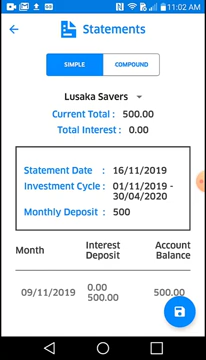 11:02 AM
Statements
SIMPLE COMPOUND
Lusaka Savers
Current Total : 500.00
Total Interest : 0.00
Statement Date : 16/11/2019
Investment Cycle : 01/11/2019 -
30/04/2020
Monthly Deposit : 500
Month Interest Deposit Account Balance
09/11/2019 0.00 500.00 500.00